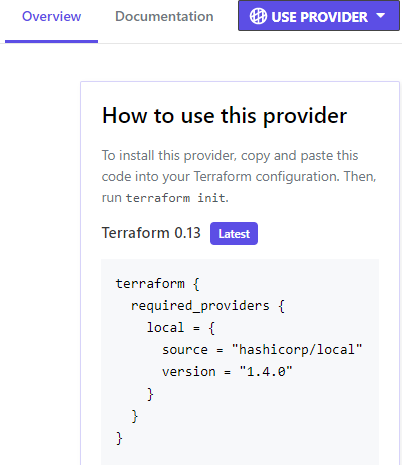 Overview
Documentation
USE PROVIDER
How to use this provider
To install this provider, copy and paste this
code into your Terraform configuration. Then,
run terraform init.
Terraform 0.13 Latest
terraform {
  required_providers {
    local = {
      source = "hashicorp/local"
      version = "1.4.0"
    }
  }
}